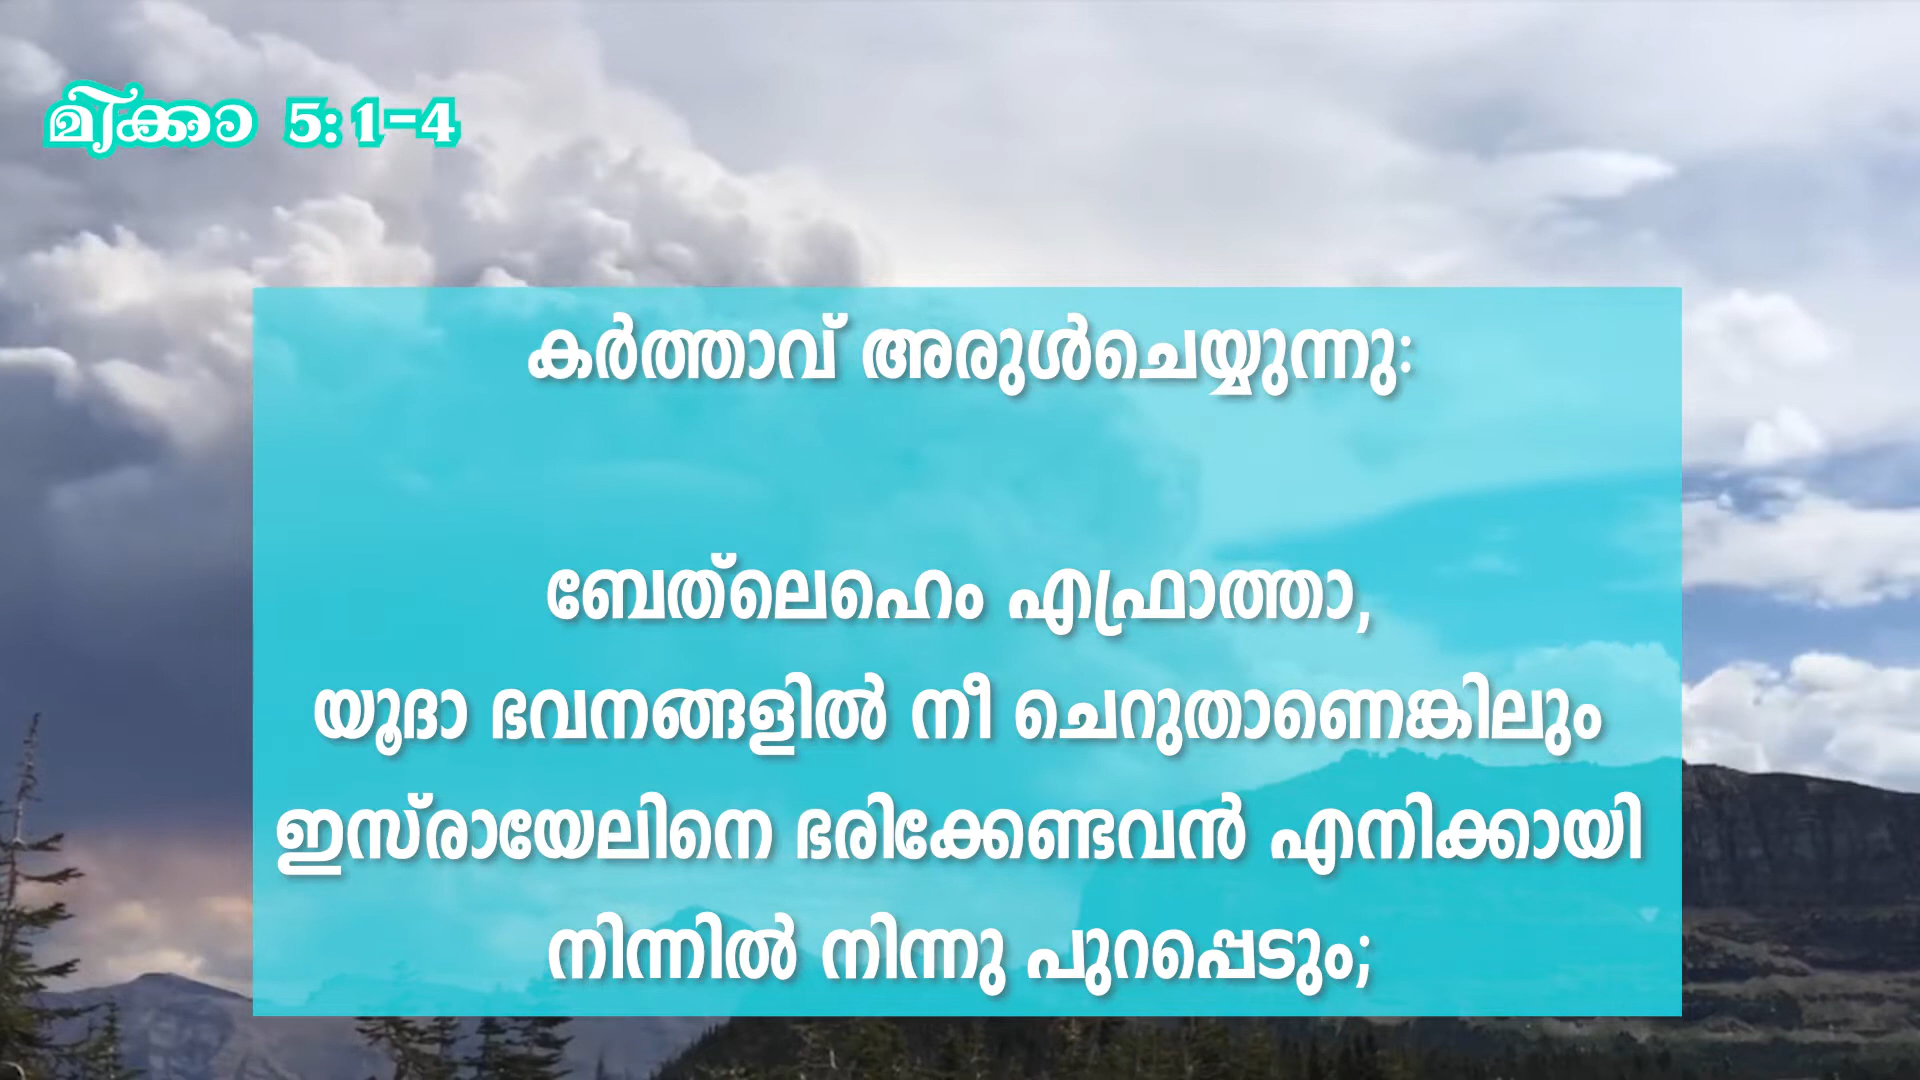 മിക്കാ 5:1-4
കർത്താവ് അരുൾചെയ്യുന്നു:
ബേത്‌ലെഹെം എഫ്രാത്താ,
യൂദാ ഭവനങ്ങളിൽ നീ ചെറുതാണെങ്കിലും
ഇസ്രായേലിനെ ഭരിക്കേണ്ടവൻ എനിക്കായി
നിന്നിൽ നിന്നു പുറപ്പെടും;